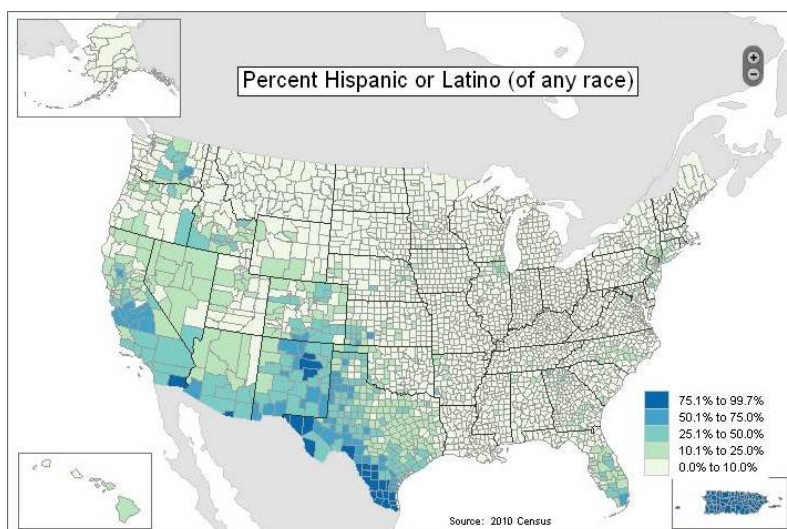 Percent Hispanic or Latino (of any race)
75.1% to 99.7%
50.1% to 75.0%
25.1% to 50.0%
10.1% to 25.0%
0.0% to 10.0%
Source: 2010 Census